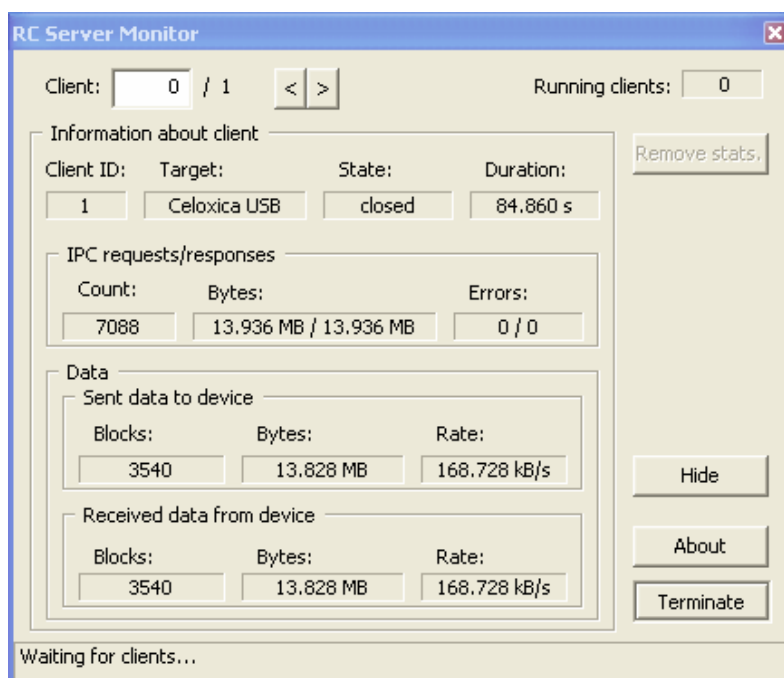 RC Server Monitor
Client: 0 / 1 < > Running clients: 0
Information about client
Remove stats.
Client ID: Target: State: Duration:
1 Celoxica USB closed 84.860 s
IPC requests/responses
Count: Bytes: Errors:
7088 13.936 MB / 13.936 MB 0 / 0
Data
Sent data to device
Blocks: Bytes: Rate:
3540 13.828 MB 168.728 kB/s
Hide
Received data from device
Blocks: Bytes: Rate:
3540 13.828 MB 168.728 kB/s
About
Terminate
Waiting for clients...